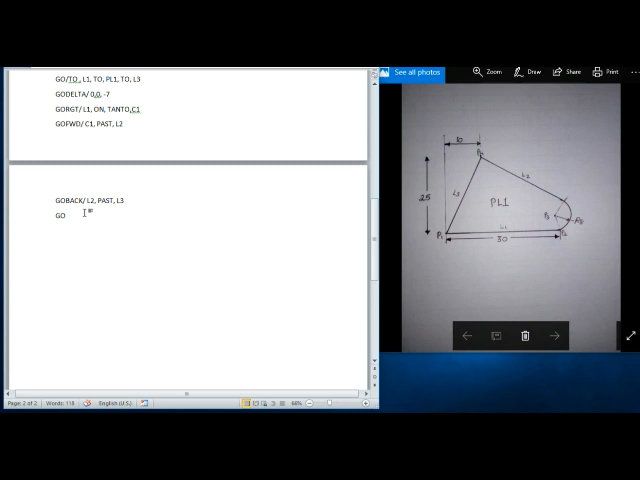 See all photos
Zoom
Draw
Share
Print
GO/TO , L1, TO, PL1, TO, L3
GODELTA/ 0,0, -7
GORGT/ L1, ON, TANTO,C1
GOFWD/ C1, PAST, L2
GOBACK/ L2, PAST, L3
GO
10
L2
25
L3
PL1
P3
L1
P1
P2
50
Page: 2 of 2
Words: 118
English (U.S.)
68%